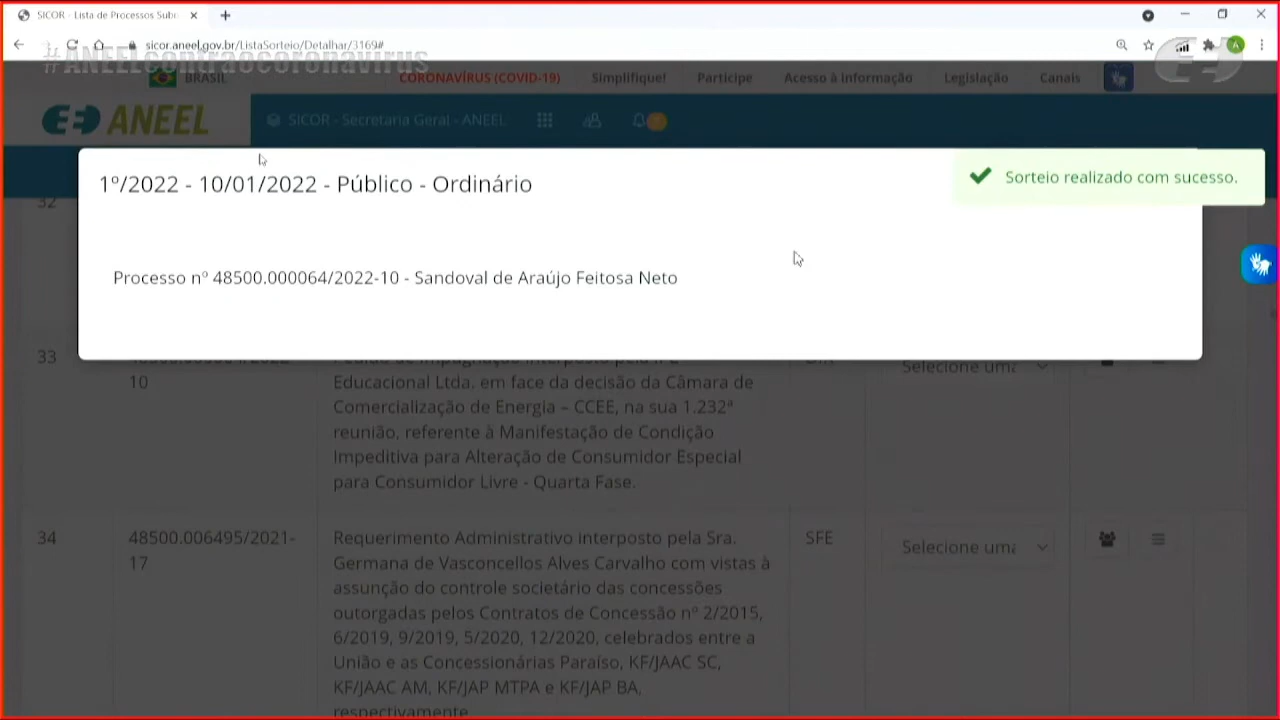 SICOR - Lista de Processos Sub
sicor.aneel.gov.br/ListaSorteio/Detalhar/3169#
A
#ANEELcontraocoronavirus
BRASIL
CORONAVÍRUS (COVID-19)
Simplifique!
Participe
Acesso à informação
Legislação
Canais
ANEEL
SICOR - Secretaria Geral - ANEEL
1º/2022 - 10/01/2022 - Público - Ordinário
Sorteio realizado com sucesso.
32
Processo nº 48500.000064/2022-10 - Sandoval de Araújo Feitosa Neto
33
10
Educacional Ltda. em face da decisão da Câmara de
Comercialização de Energia – CCEE, na sua 1.232ª
reunião, referente à Manifestação de Condição
Impeditiva para Alteração de Consumidor Especial
para Consumidor Livre - Quarta Fase.
Selecione uma
34
48500.006495/2021-
17
Requerimento Administrativo interposto pela Sra.
Germana de Vasconcellos Alves Carvalho com vistas à
assunção do controle societário das concessões
outorgadas pelos Contratos de Concessão nº 2/2015,
6/2019, 9/2019, 5/2020, 12/2020, celebrados entre a
União e as Concessionárias Paraíso, KF/JAAC SC,
KF/JAAC AM, KF/JAP MTPA e KF/JAP BA,
respectivamente
SFE
Selecione uma